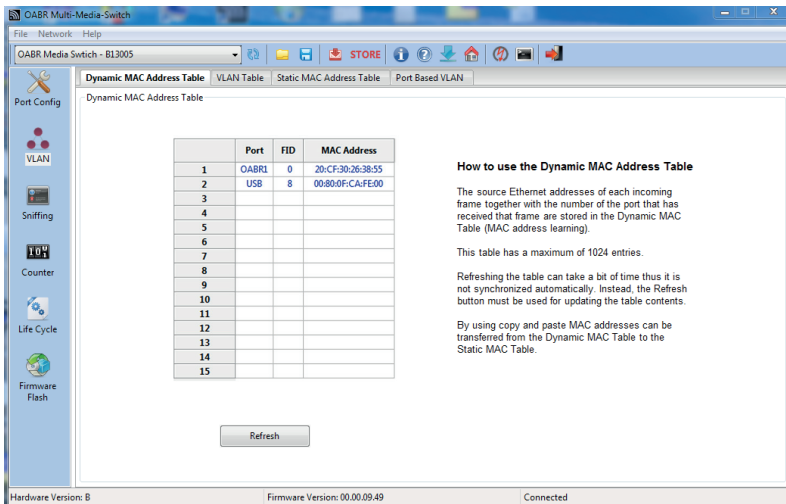 OABR Multi-Media-Switch
File Network Help
OABR Media Swtich - B13005
STORE
Port Config
VLAN
Sniffing
Counter
Life Cycle
Firmware
Flash
Dynamic MAC Address Table VLAN Table Static MAC Address Table Port Based VLAN
Dynamic MAC Address Table
Port FID MAC Address
1 OABR1 0 20:CF:30:26:38:55
2 USB 8 00:80:0F:CA:FE:00
3
4
5
6
7
8
9
10
11
12
13
14
15
Refresh
How to use the Dynamic MAC Address Table
The source Ethernet addresses of each incoming
frame together with the number of the port that has
received that frame are stored in the Dynamic MAC
Table (MAC address learning).
This table has a maximum of 1024 entries.
Refreshing the table can take a bit of time thus it is
not synchronized automatically. Instead, the Refresh
button must be used for updating the table contents.
By using copy and paste MAC addresses can be
transferred from the Dynamic MAC Table to the
Static MAC Table.
Hardware Version: B Firmware Version: 00.00.09.49 Connected